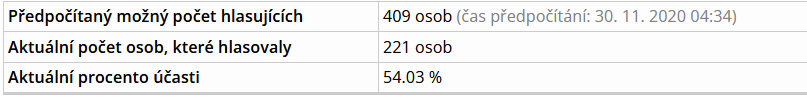 Předpočítaný možný počet hlasujících 409 osob (čas předpočítání: 30. 11. 2020 04:34)
Aktuální počet osob, které hlasovaly 221 osob
Aktuální procento účasti 54.03 %